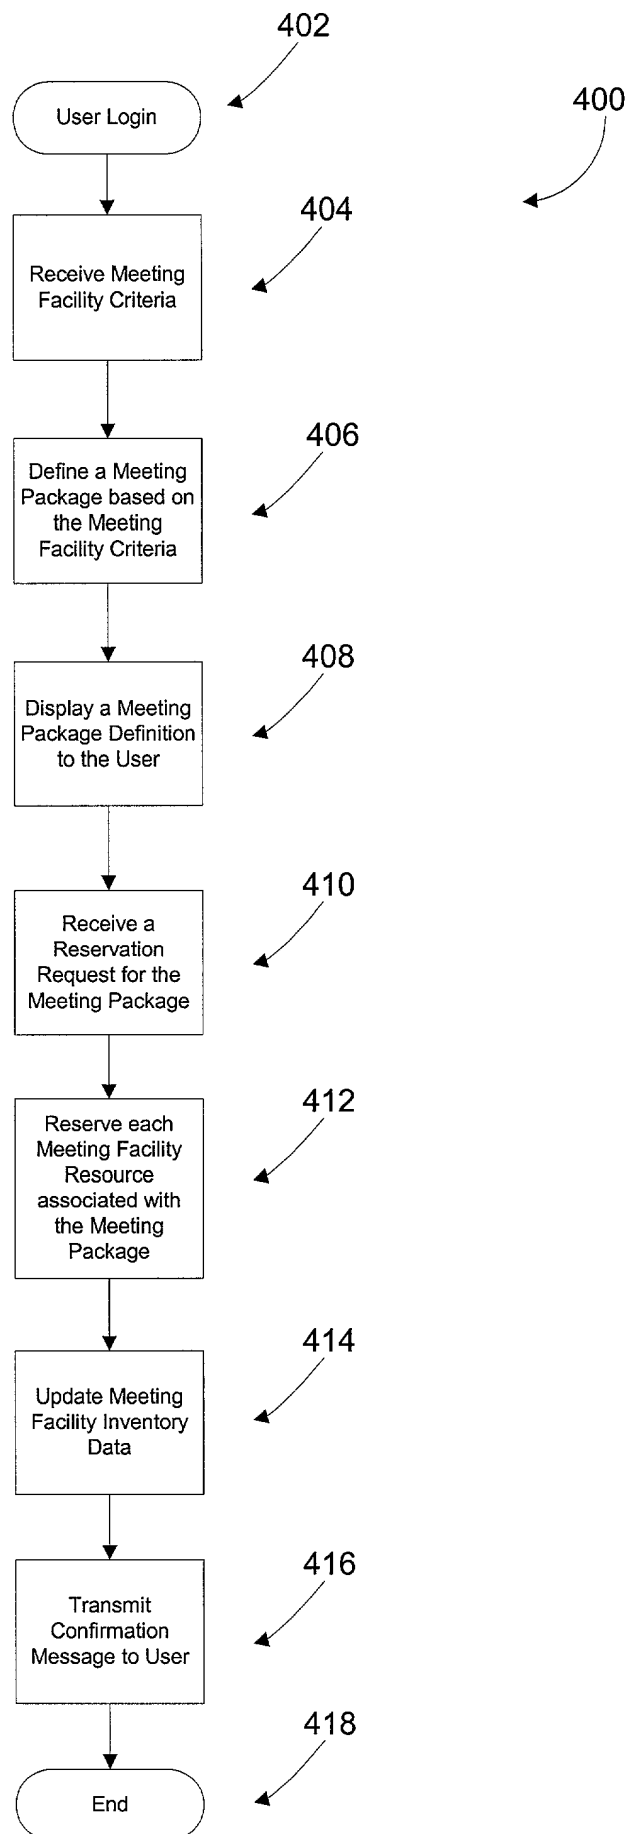 402
User Login
400
404
Receive Meeting
Facility Criteria
406
Define a Meeting
Package based on
the Meeting
Facility Criteria
408
Display a Meeting
Package Definition
to the User
410
Receive a
Reservation
Request for the
Meeting Package
412
Reserve each
Meeting Facility
Resource
associated with
the Meeting
Package
414
Update Meeting
Facility Inventory
Data
416
Transmit
Confirmation
Message to User
418
End